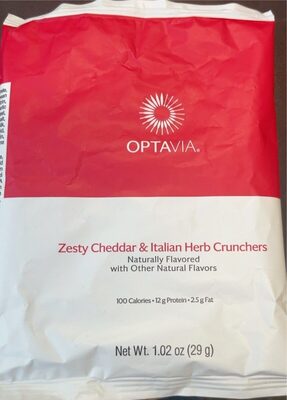 OPTAVIA®
Zesty Cheddar & Italian Herb Crunchers
Naturally Flavored
with Other Natural Flavors
100 Calories • 12 g Protein • 2.5 g Fat
Net Wt. 1.02 oz (29 g)